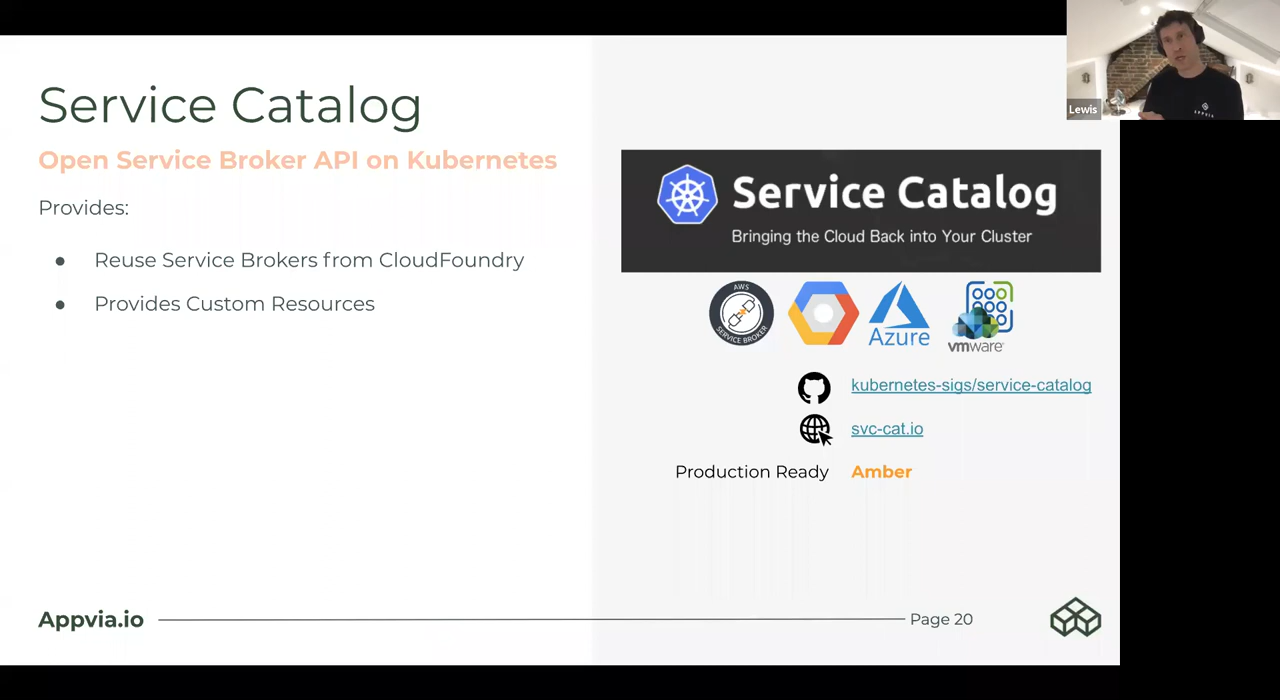 Service Catalog
Open Service Broker API on Kubernetes
Provides:
● Reuse Service Brokers from CloudFoundry
● Provides Custom Resources
Service Catalog
Bringing the Cloud Back into Your Cluster
AWS
SERVICE BROKER
Azure
vmware
kubernetes-sigs/service-catalog
svc-cat.io
Production Ready Amber
Appvia.io
Page 20
Lewis
APPVIA